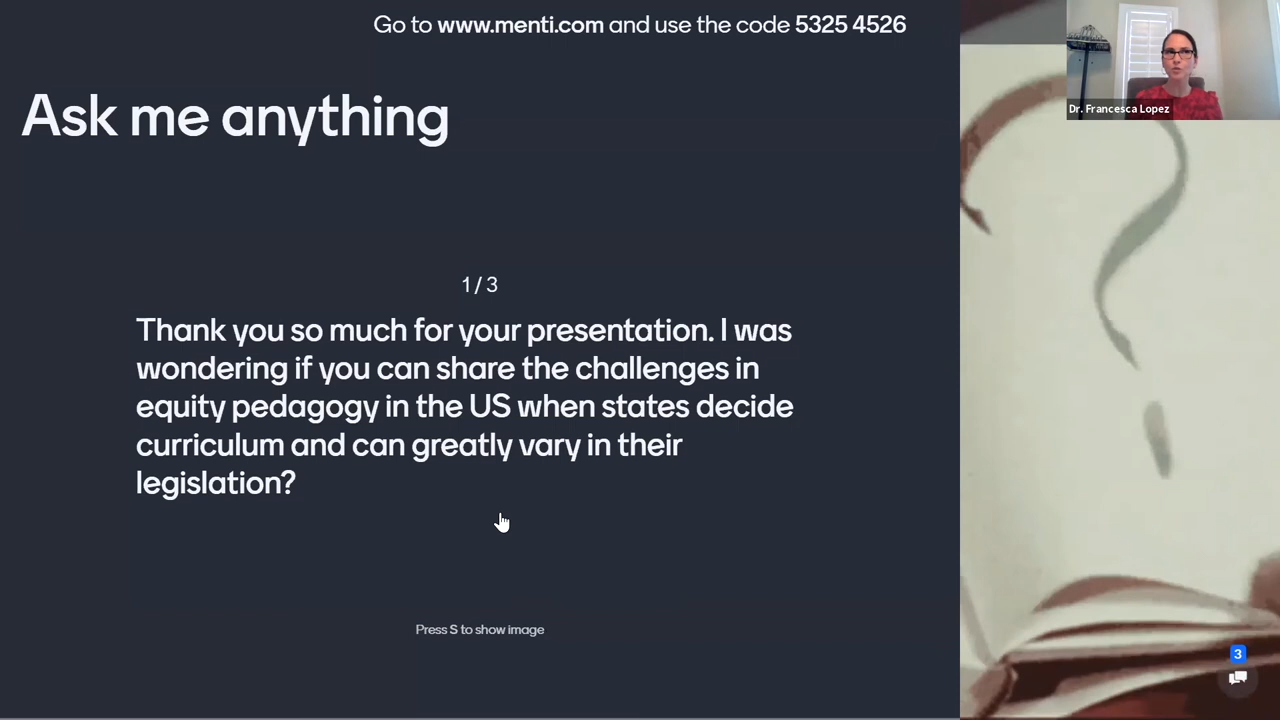 Go to www.menti.com and use the code 5325 4526
Dr. Francesca Lopez
Ask me anything
1 / 3
Thank you so much for your presentation. I was
wondering if you can share the challenges in
equity pedagogy in the US when states decide
curriculum and can greatly vary in their
legislation?
Press S to show image
3